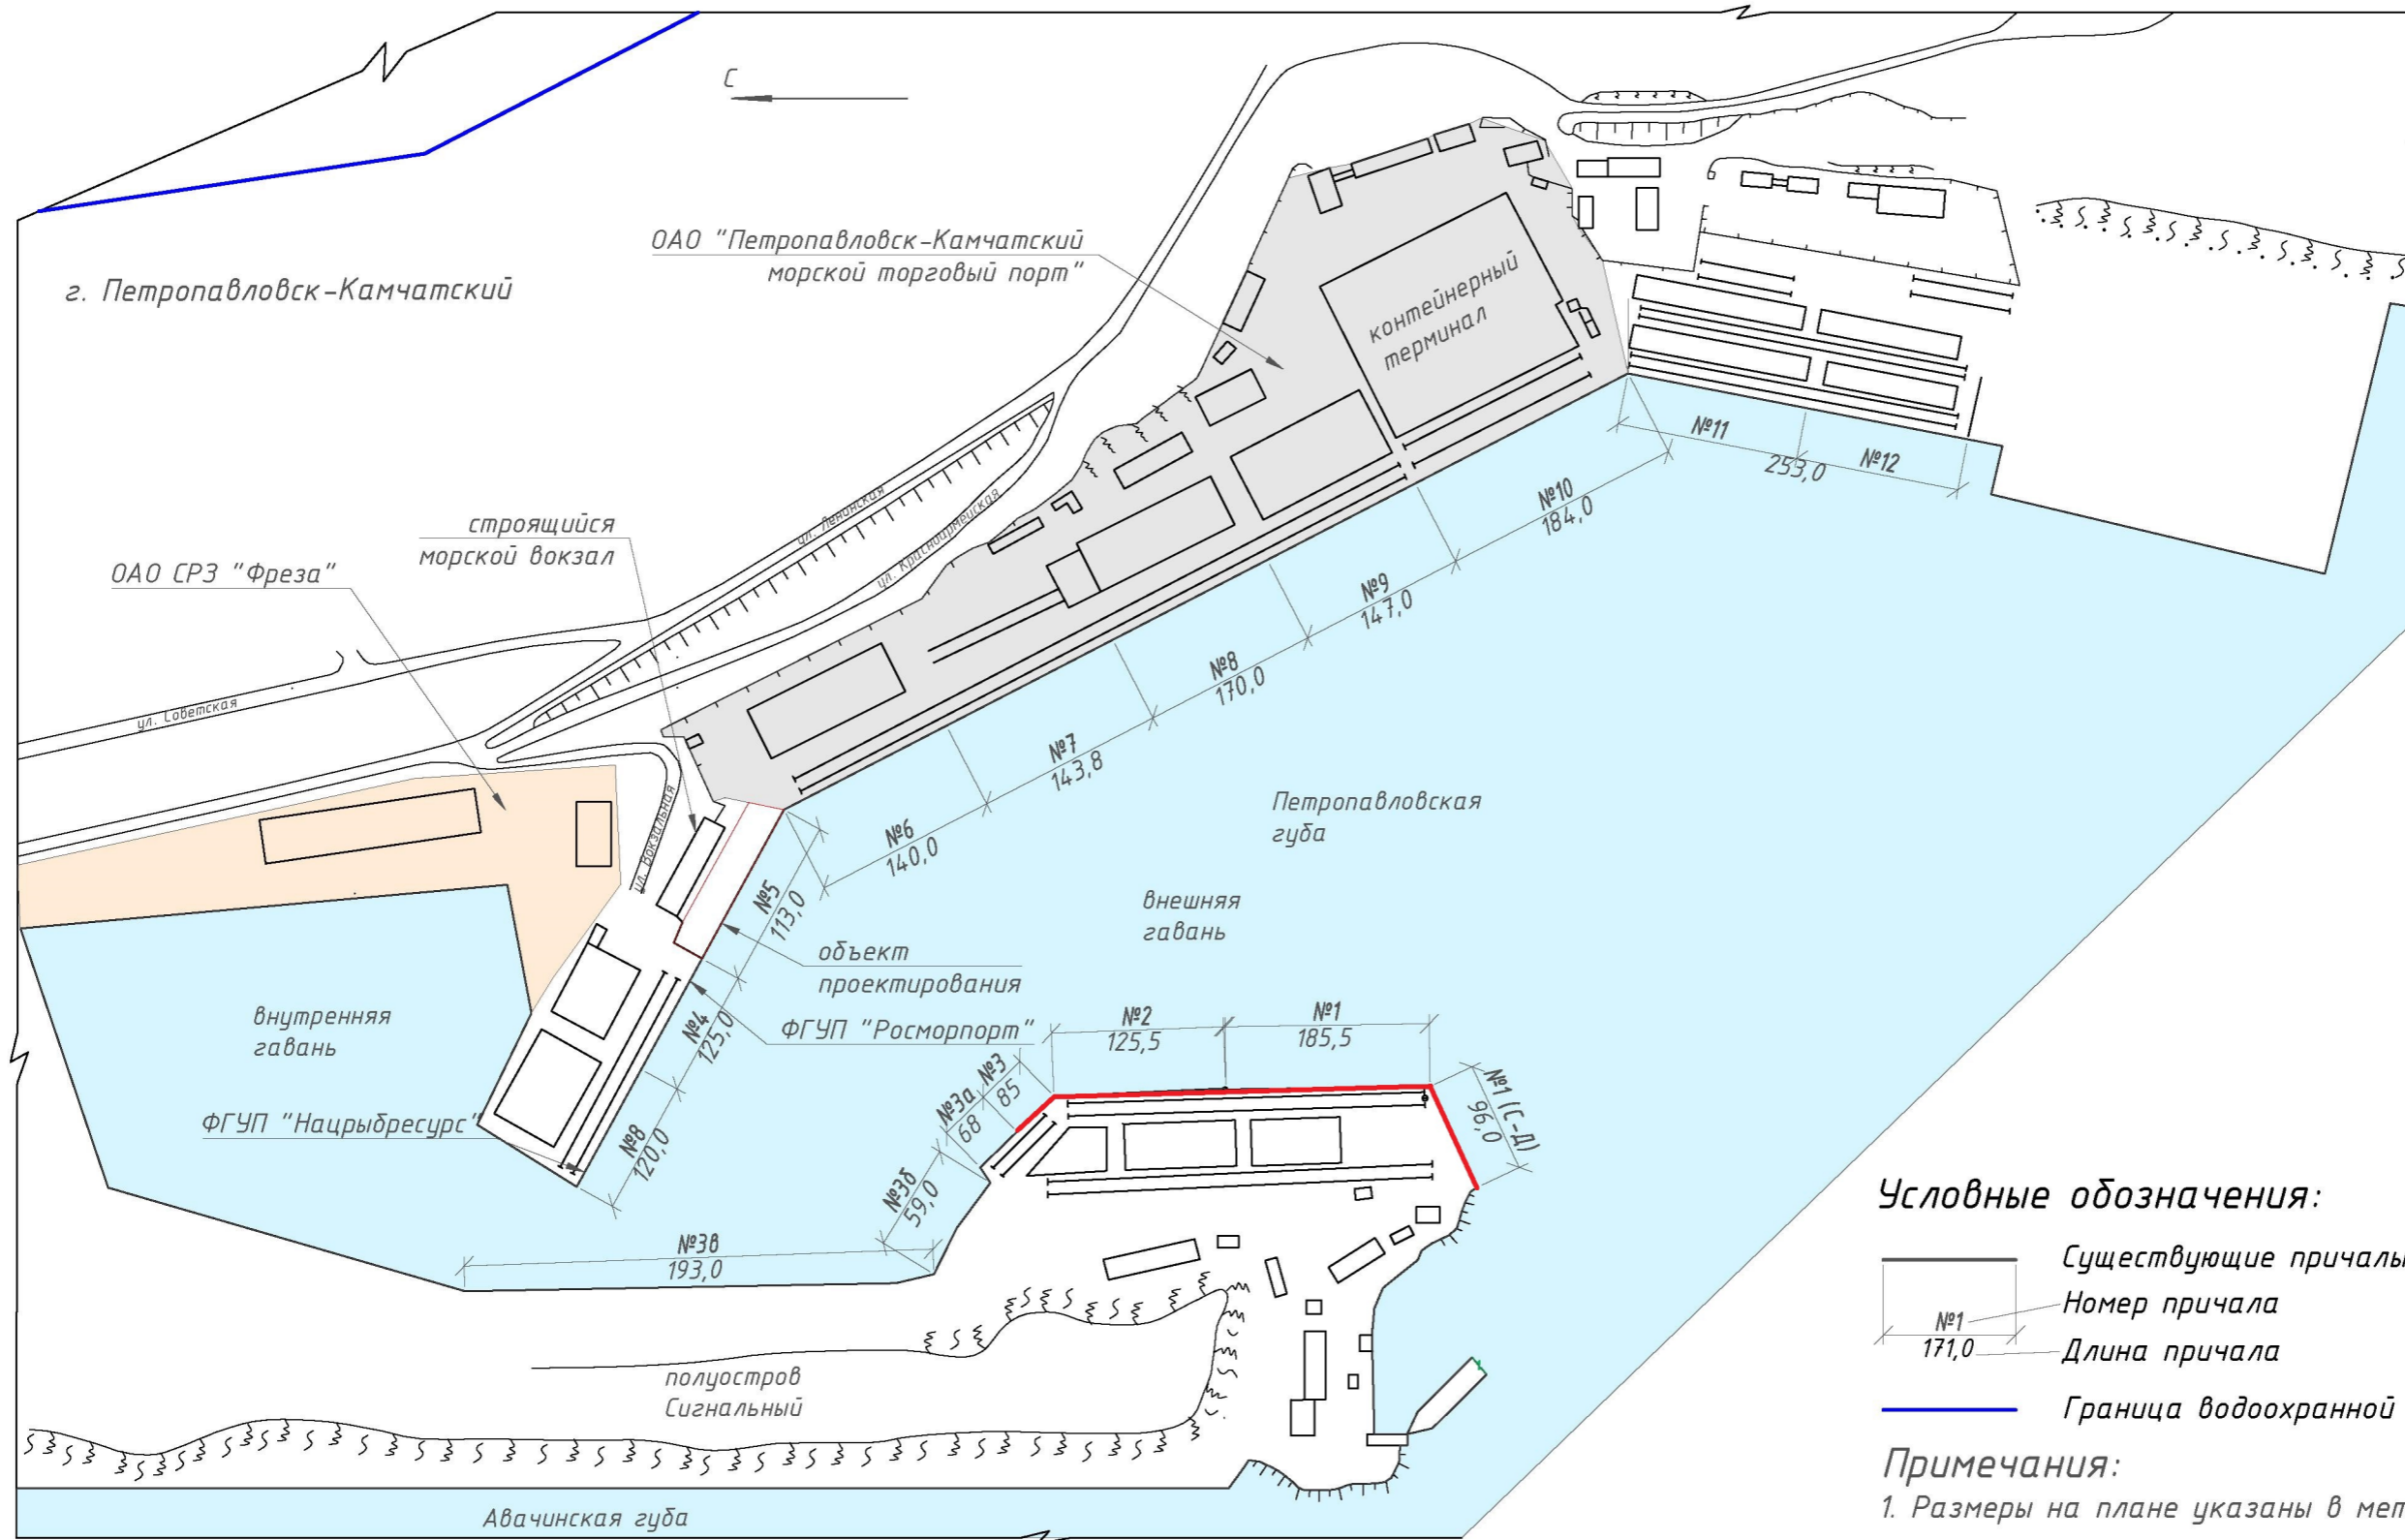 С
г. Петропавловск-Камчатский
ОАО "Петропавловск-Камчатский
морской торговый порт"
контейнерный
терминал
строящийся
морской вокзал
ОАО СРЗ "Фреза"
ул. Ленинская
ул. Красноармейская
ул. Советская
ул. Вокзальная
№11
№12
253,0
№10
184,0
№9
147,0
№8
170,0
№7
143,8
№6
140,0
№5
113,0
Петропавловская
губа
внешняя
гавань
объект
проектирования
ФГУП "Росморпорт"
№4
125,0
внутренняя
гавань
ФГУП "Нацрыбресурс"
№8
120,0
№2
125,5
№1
185,5
№1 (С-Д)
96,0
№3
85
№3а
68
№3б
59,0
№3в
193,0
полуостров
Сигнальный
Авачинская губа
Условные обозначения:
Существующие причалы
Номер причала
№1
171,0
Длина причала
Граница водоохранной
Примечания:
1. Размеры на плане указаны в мет